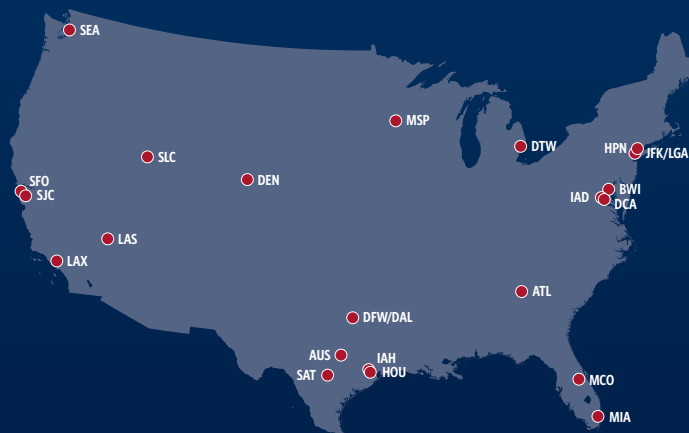 SEA
MSP
DTW
HPN
JFK/LGA
SLC
DEN
SFO
SJC
BWI
IAD
DCA
LAS
LAX
ATL
DFW/DAL
AUS
IAH
HOU
SAT
MCO
MIA